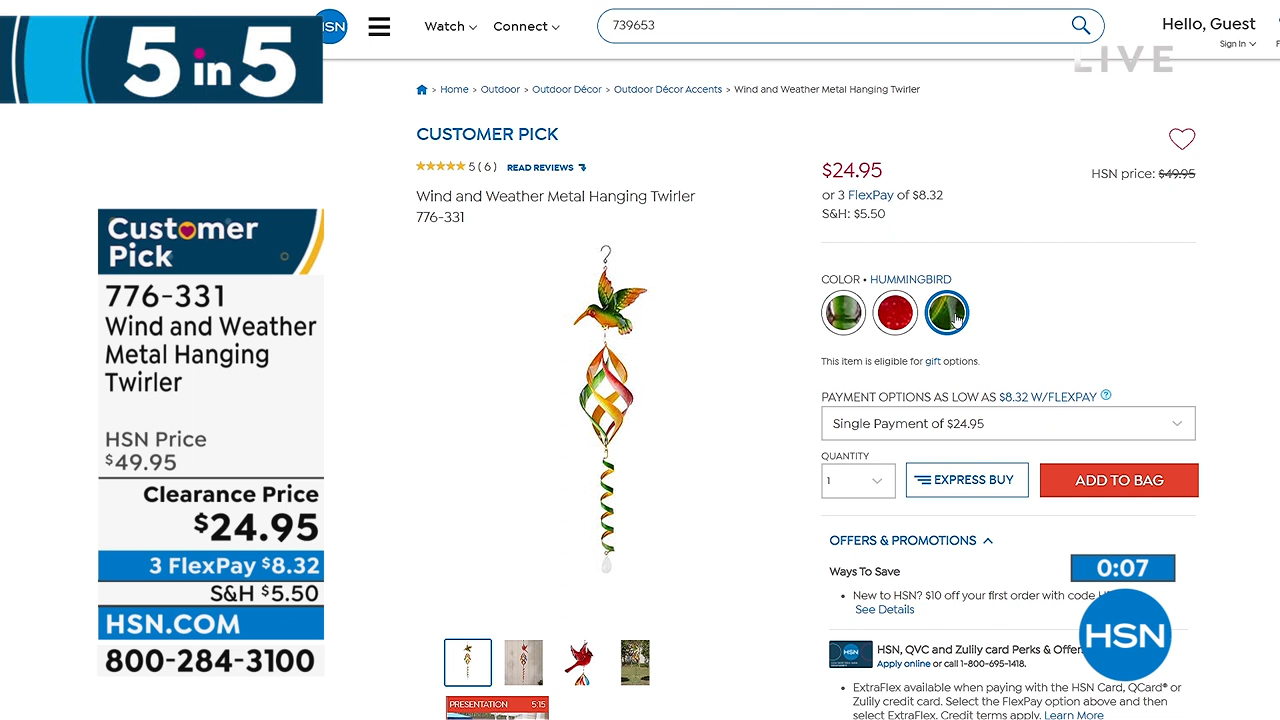 5 in 5
HSN
Watch
Connect
739653
Hello, Guest
Sign In
LIVE
Home > Outdoor > Outdoor Décor > Outdoor Décor Accents > Wind and Weather Metal Hanging Twirler
CUSTOMER PICK
5 ( 6 ) READ REVIEWS
Wind and Weather Metal Hanging Twirler
776-331
$24.95
HSN price: $49.95
or 3 FlexPay of $8.32
S&H: $5.50
COLOR • HUMMINGBIRD
This item is eligible for gift options.
PAYMENT OPTIONS AS LOW AS $8.32 W/FLEXPAY ?
Single Payment of $24.95
QUANTITY
1
EXPRESS BUY
ADD TO BAG
OFFERS & PROMOTIONS
Ways To Save
0:07
• New to HSN? $10 off your first order with code
See Details
HSN
HSN, QVC and Zulily card Perks & Offer
Apply online or call 1-800-695-1418.
• ExtraFlex available when paying with the HSN Card, QCard® or
Zulily credit card. Select the FlexPay option above and then
select ExtraFlex. Credit terms apply. Learn More
PRESENTATION 5:15
Customer
Pick
776-331
Wind and Weather
Metal Hanging
Twirler
HSN Price
$49.95
Clearance Price
$24.95
3 FlexPay $8.32
S&H $5.50
HSN.COM
800-284-3100